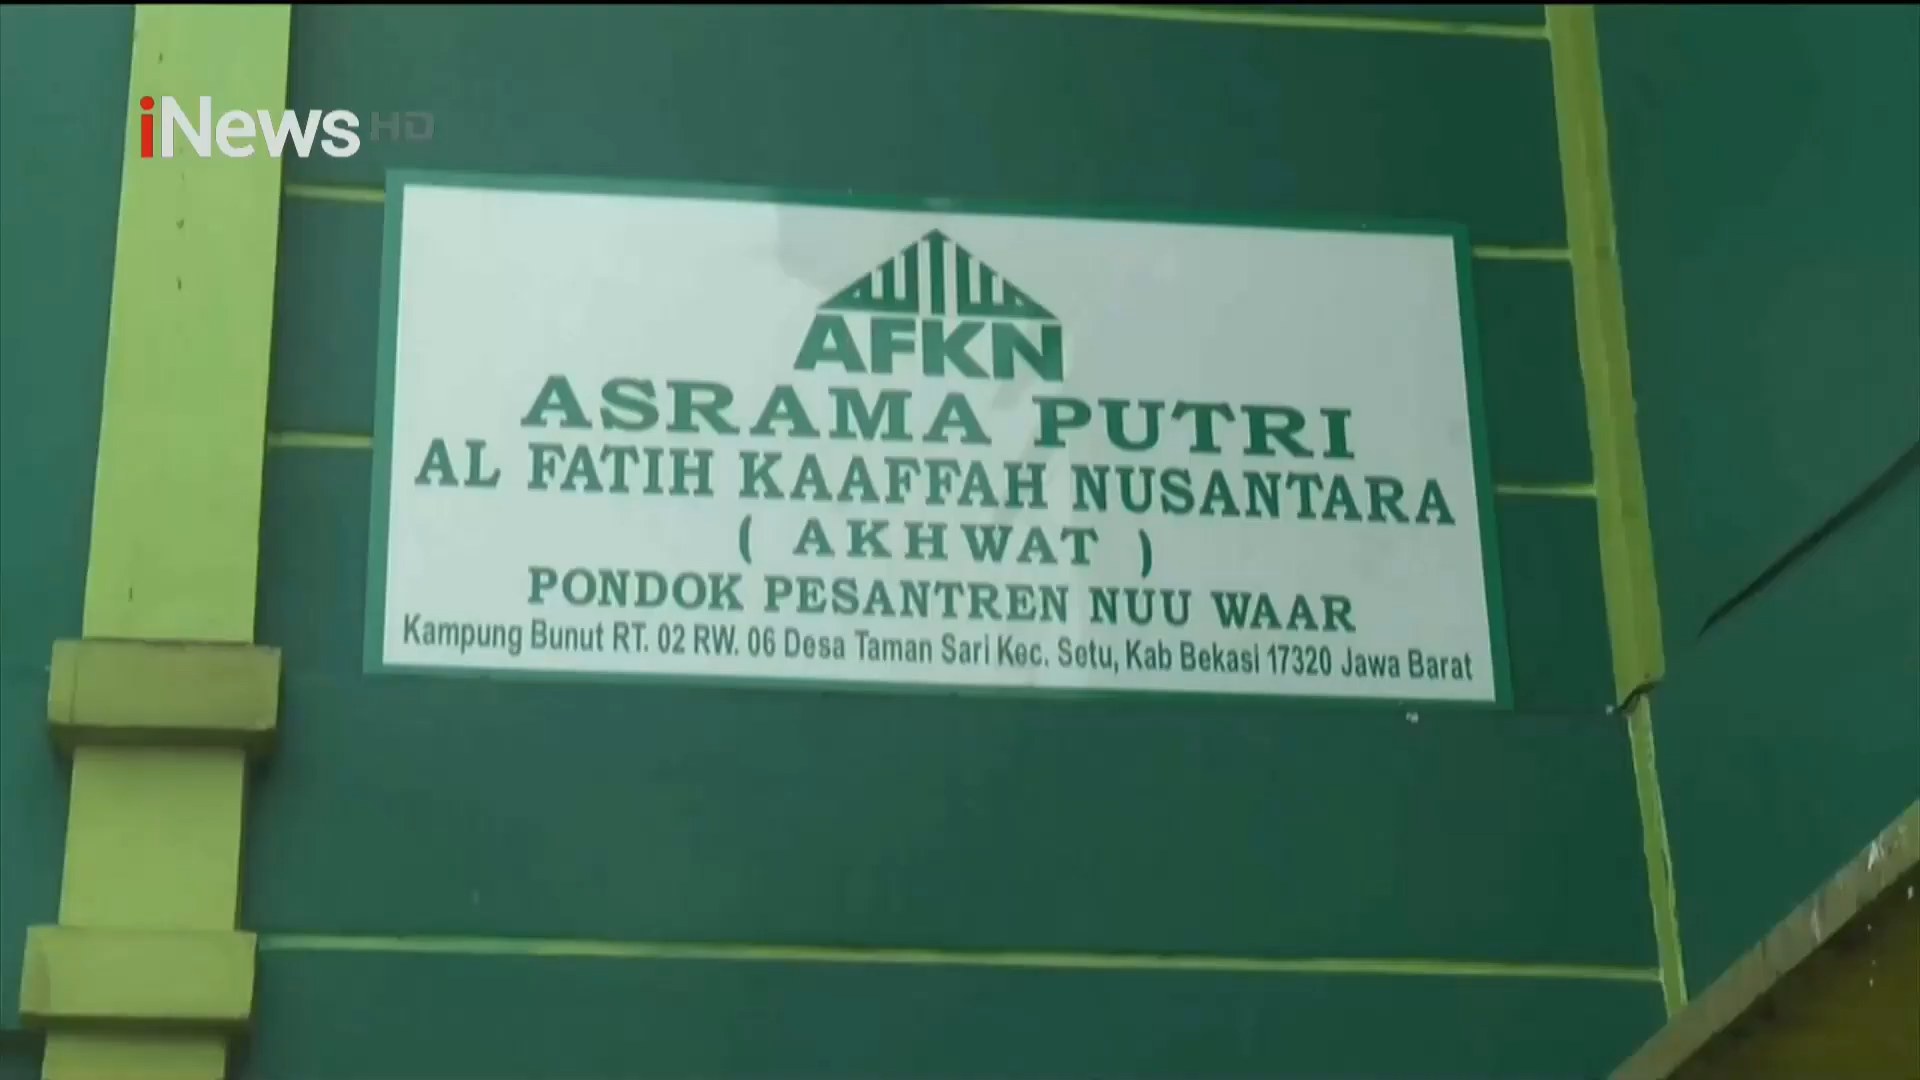 iNews HD
AFKN
ASRAMA PUTRI
AL FATIH KAAFFAH NUSANTARA
( AKHWAT )
PONDOK PESANTREN NUU WAAR
Kampung Bunut RT. 02 RW. 06 Desa Taman Sari Kec. Setu, Kab Bekasi 17320 Jawa Barat